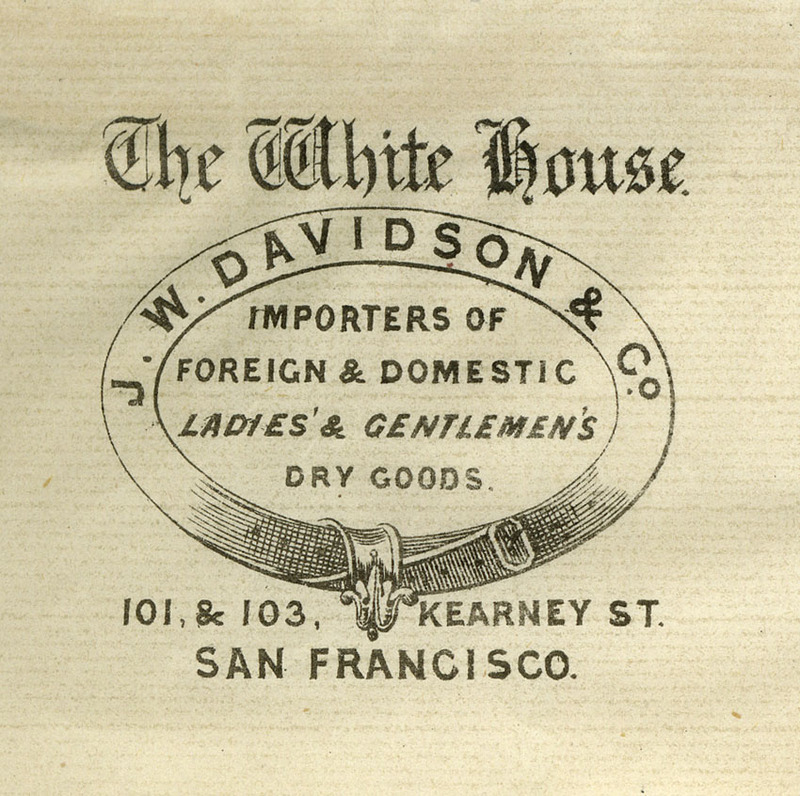 The White House.
J. W. DAVIDSON & Co.
IMPORTERS OF
FOREIGN & DOMESTIC
LADIES' & GENTLEMEN'S
DRY GOODS.
101, & 103, KEARNEY ST.
SAN FRANCISCO.